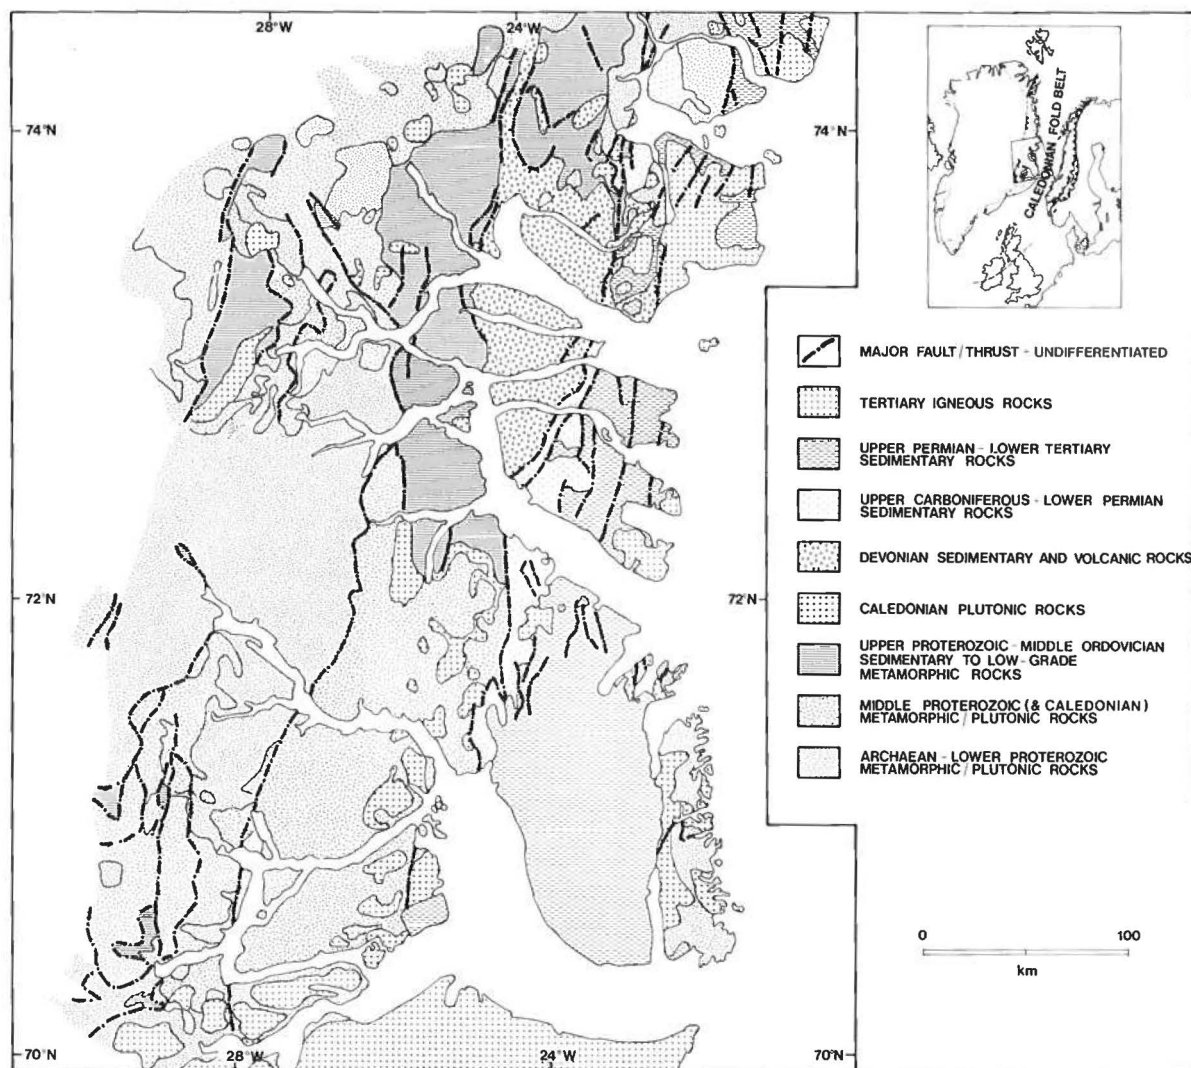 28°W
24°W
74°N
74°N
CALEDONIAN FOLD BELT
MAJOR FAULT/THRUST - UNDIFFERENTIATED
TERTIARY IGNEOUS ROCKS
UPPER PERMIAN - LOWER TERTIARY
SEDIMENTARY ROCKS
UPPER CARBONIFEROUS - LOWER PERMIAN
SEDIMENTARY ROCKS
DEVONIAN SEDIMENTARY AND VOLCANIC ROCKS
CALEDONIAN PLUTONIC ROCKS
UPPER PROTEROZOIC - MIDDLE ORDOVICIAN
SEDIMENTARY TO LOW-GRADE
METAMORPHIC ROCKS
MIDDLE PROTEROZOIC (& CALEDONIAN)
METAMORPHIC/PLUTONIC ROCKS
ARCHAEAN - LOWER PROTEROZOIC
METAMORPHIC/PLUTONIC ROCKS
72°N
72°N
0 100
km
70°N
28°W
24°W
70°N